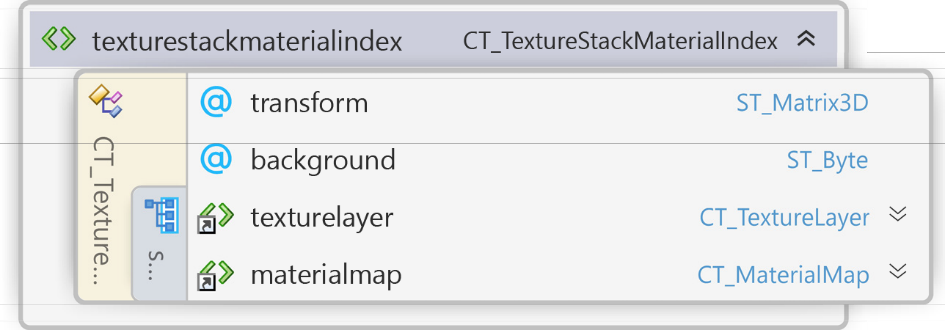 texturestackmaterialindex CT_TextureStackMaterialIndex
CT_Texture...
S...
@ transform ST_Matrix3D
@ background ST_Byte
texturelayer CT_TextureLayer
materialmap CT_MaterialMap